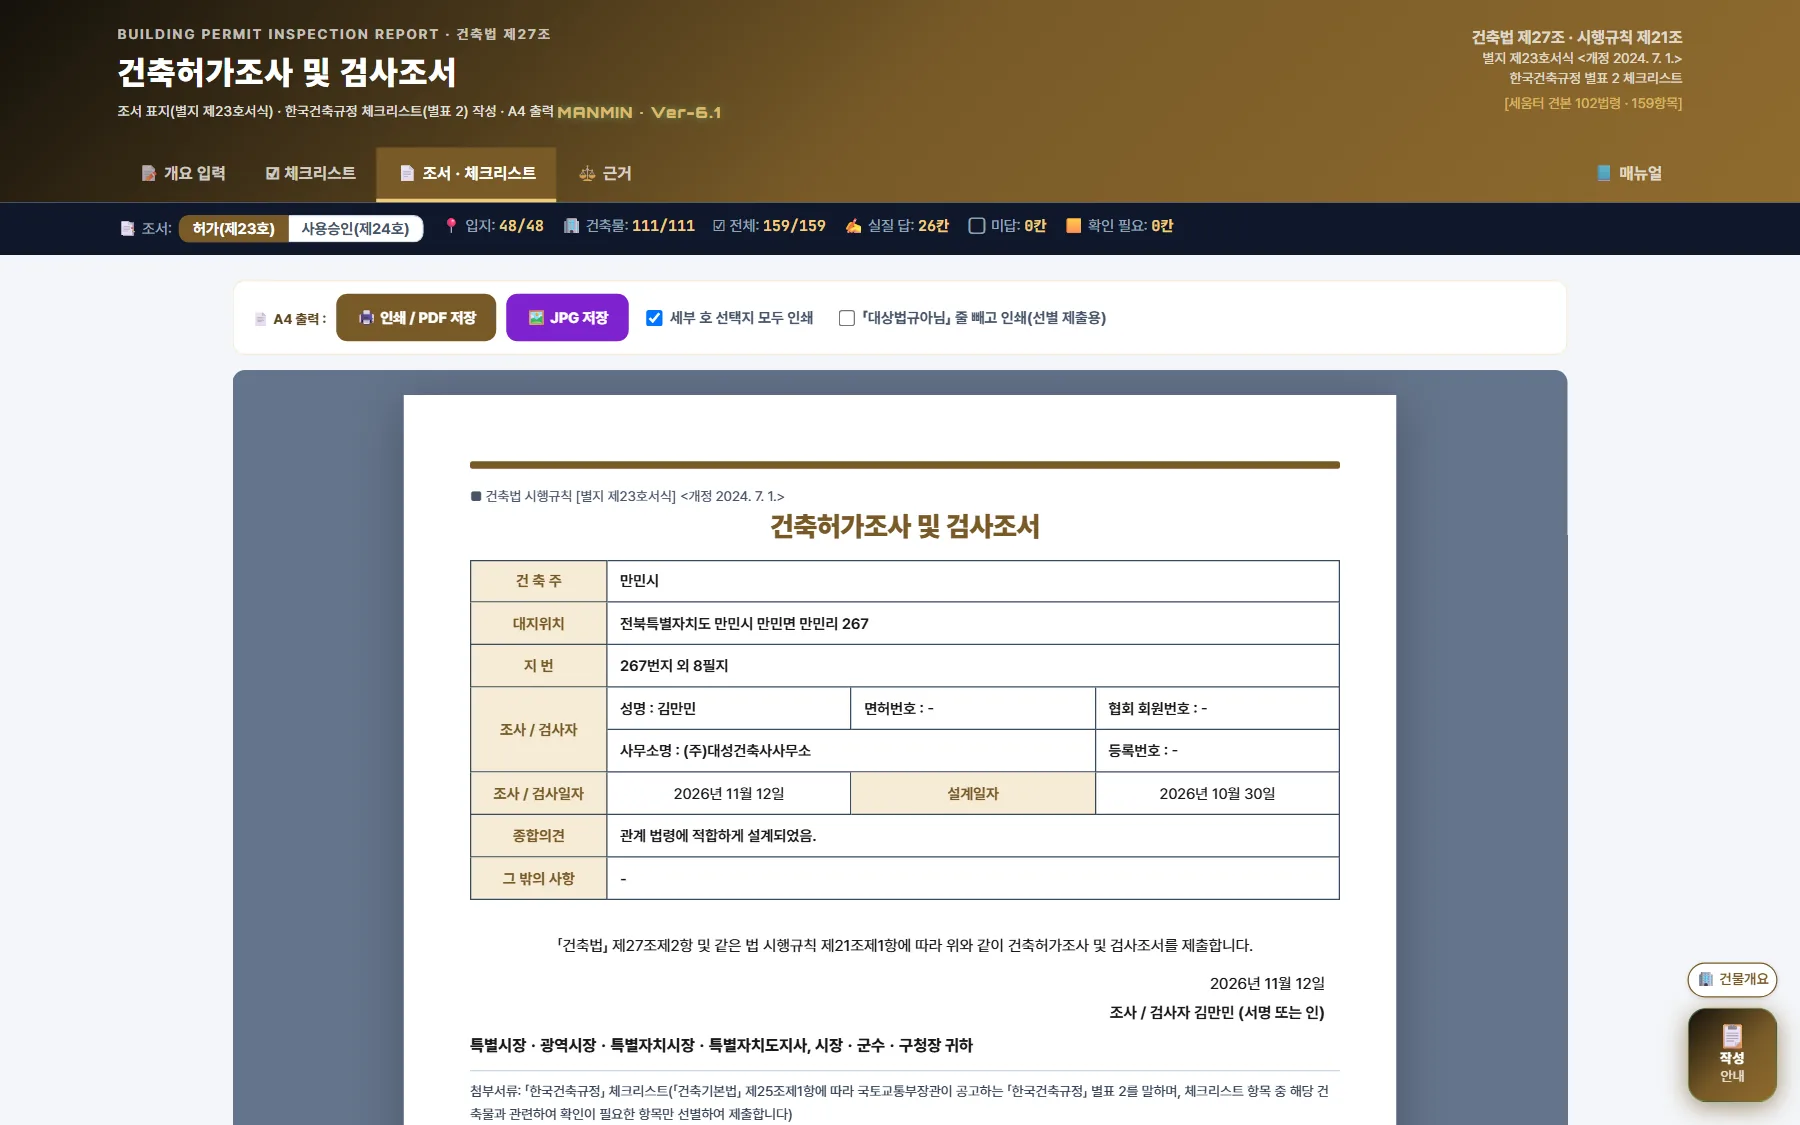 BUILDING PERMIT INSPECTION REPORT · 건축법 제27조
건축허가조사 및 검사조서
조서 표지(별지 제23호서식) · 한국건축규정 체크리스트(별표 2) 작성 · A4 출력 MANMIN · Ver-6.1
건축법 제27조 · 시행규칙 제21조
별지 제23호서식 <개정 2024. 7. 1.>
한국건축규정 별표 2 체크리스트
[세움터 견본 102법령 · 159항목]
개요 입력
체크리스트
조서 · 체크리스트
근거
매뉴얼
조서: 허가(제23호) 사용승인(제24호) 입지: 48/48 건축물: 111/111 전체: 159/159 실질 답: 26칸 미답: 0칸 확인 필요: 0칸
A4 출력 : 인쇄 / PDF 저장 JPG 저장 세부 호 선택지 모두 인쇄 「대상법규아님」 줄 빼고 인쇄(선별 제출용)
■ 건축법 시행규칙 [별지 제23호서식] <개정 2024. 7. 1.>
건축허가조사 및 검사조서
건 축 주 만민시
대지위치 전북특별자치도 만민시 만민면 만민리 267
지 번 267번지 외 8필지
조사 / 검사자 성명 : 김만민 면허번호 : - 협회 회원번호 : -
사무소명 : (주)대성건축사사무소 등록번호 : -
조사 / 검사일자 2026년 11월 12일 설계일자 2026년 10월 30일
종합의견 관계 법령에 적합하게 설계되었음.
그 밖의 사항 -
「건축법」 제27조제2항 및 같은 법 시행규칙 제21조제1항에 따라 위와 같이 건축허가조사 및 검사조서를 제출합니다.
2026년 11월 12일
조사 / 검사자 김만민 (서명 또는 인)
특별시장 · 광역시장 · 특별자치시장 · 특별자치도지사, 시장 · 군수 · 구청장 귀하
첨부서류: 「한국건축규정」 체크리스트(「건축기본법」 제25조제1항에 따라 국토교통부장관이 공고하는 「한국건축규정」 별표 2를 말하며, 체크리스트 항목 중 해당 건
축물과 관련하여 확인이 필요한 항목만 선별하여 제출합니다)
건물개요
작성
안내